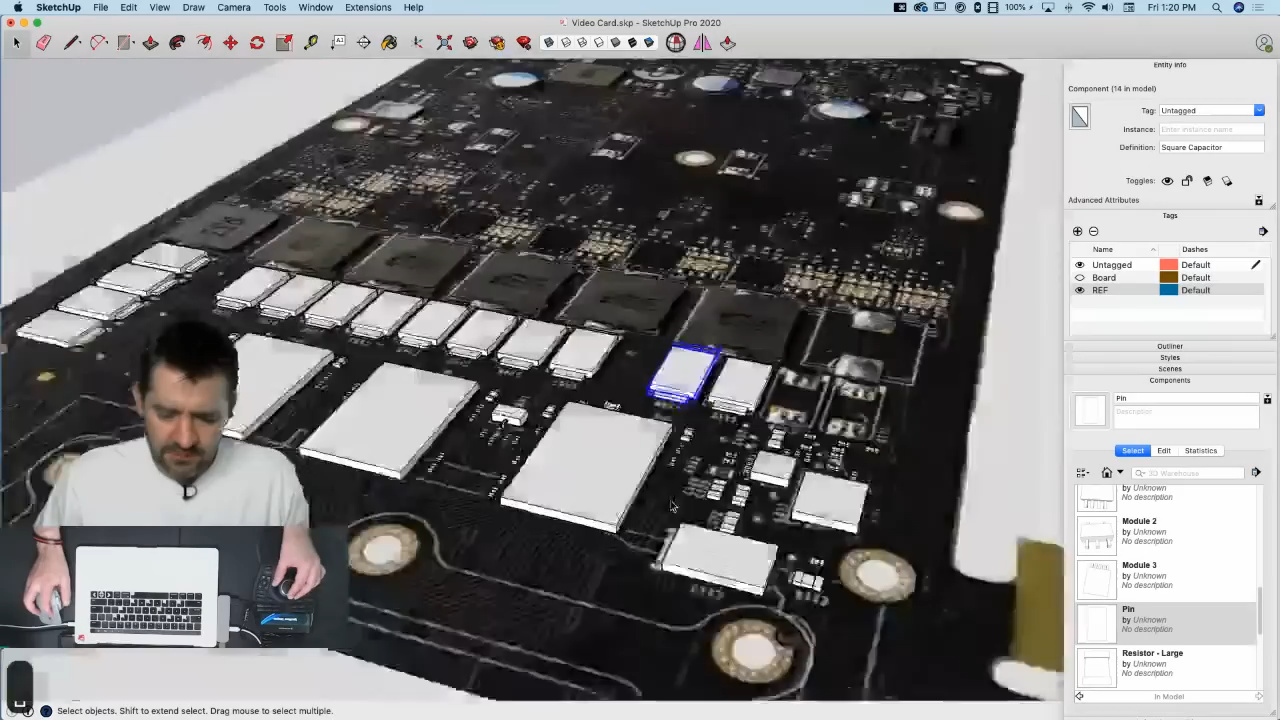 SketchUp File Edit View Draw Camera Tools Window Extensions Help 100% Fri 1:20 PM
Video Card.skp - SketchUp Pro 2020
Entity Info
Component (14 in model)
Tag: Untagged
Instance: Enter instance name
Definition: Square Capacitor
Toggles:
Advanced Attributes
Tags
Name Dashes
Untagged Default
Board Default
REF Default
Outliner
Styles
Scenes
Components
Pin
Description
Select Edit Statistics
3D Warehouse
by Unknown
No description
Module 2
by Unknown
No description
Module 3
by Unknown
No description
Pin
by Unknown
No description
Resistor - Large
by Unknown
No description
In Model
Select objects. Shift to extend select. Drag mouse to select multiple.